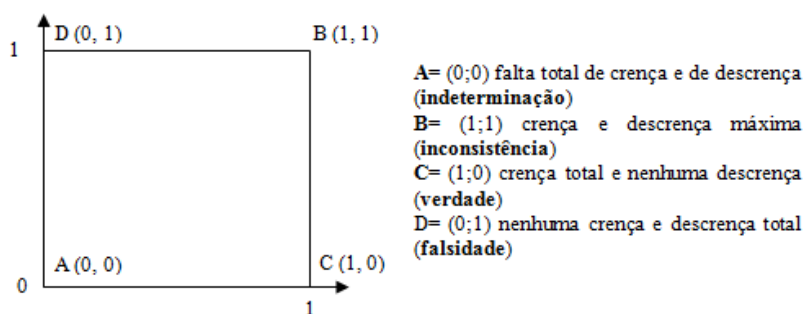 D (0, 1)
B (1, 1)
1
A (0, 0)
C (1, 0)
0
1
A= (0;0) falta total de crença e de descrença
(indeterminação)
B= (1;1) crença e descrença máxima
(inconsistência)
C= (1;0) crença total e nenhuma descrença
(verdade)
D= (0;1) nenhuma crença e descrença total
(falsidade)